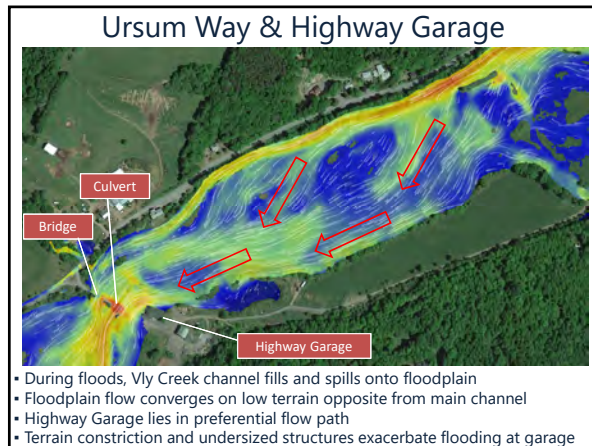 Ursum Way & Highway Garage
Culvert
Bridge
Highway Garage
▪ During floods, Vly Creek channel fills and spills onto floodplain
▪ Floodplain flow converges on low terrain opposite from main channel
▪ Highway Garage lies in preferential flow path
▪ Terrain constriction and undersized structures exacerbate flooding at garage